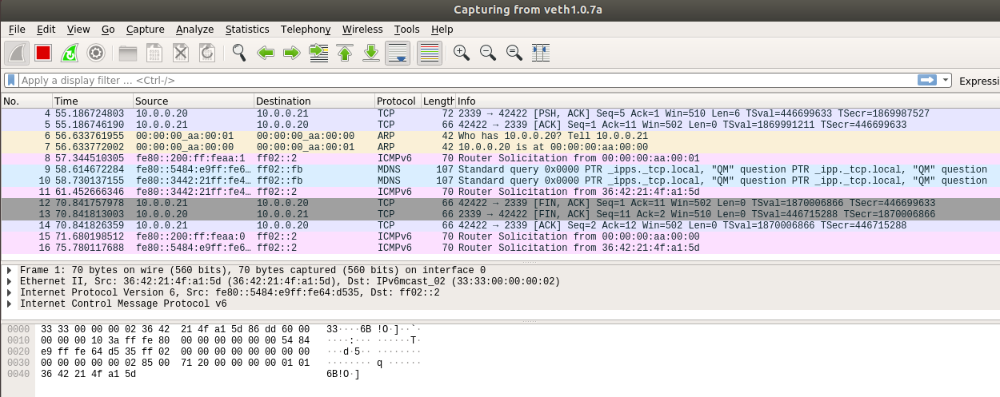 Capturing from veth1.0.7a
File Edit View Go Capture Analyze Statistics Telephony Wireless Tools Help
Apply a display filter … <Ctrl-/> Expressi
No. Time Source Destination Protocol Length Info
4 55.186724803 10.0.0.20 10.0.0.21 TCP 72 2339 → 42422 [PSH, ACK] Seq=5 Ack=1 Win=510 Len=6 TSval=446699633 TSecr=1869987527
5 55.186746190 10.0.0.21 10.0.0.20 TCP 66 42422 → 2339 [ACK] Seq=1 Ack=11 Win=502 Len=0 TSval=1869991211 TSecr=446699633
6 56.633761955 00:00:00_aa:00:01 00:00:00_aa:00:00 ARP 42 Who has 10.0.0.20? Tell 10.0.0.21
7 56.633772002 00:00:00_aa:00:00 00:00:00_aa:00:01 ARP 42 10.0.0.20 is at 00:00:00:aa:00:00
8 57.344510305 fe80::200:ff:feaa:1 ff02::2 ICMPv6 70 Router Solicitation from 00:00:00:aa:00:01
9 58.614672284 fe80::5484:e9ff:fe6… ff02::fb MDNS 107 Standard query 0x0000 PTR _ipps._tcp.local, "QM" question PTR _ipp._tcp.local, "QM" question
10 58.730137155 fe80::3442:21ff:fe4… ff02::fb MDNS 107 Standard query 0x0000 PTR _ipps._tcp.local, "QM" question PTR _ipp._tcp.local, "QM" question
11 61.452666346 fe80::3442:21ff:fe4… ff02::2 ICMPv6 70 Router Solicitation from 36:42:21:4f:a1:5d
12 70.841757978 10.0.0.21 10.0.0.20 TCP 66 42422 → 2339 [FIN, ACK] Seq=1 Ack=11 Win=502 Len=0 TSval=1870006866 TSecr=446699633
13 70.841813003 10.0.0.20 10.0.0.21 TCP 66 2339 → 42422 [FIN, ACK] Seq=11 Ack=2 Win=510 Len=0 TSval=446715288 TSecr=1870006866
14 70.841826359 10.0.0.21 10.0.0.20 TCP 66 42422 → 2339 [ACK] Seq=2 Ack=12 Win=502 Len=0 TSval=1870006866 TSecr=446715288
15 71.680198512 fe80::200:ff:feaa:0 ff02::2 ICMPv6 70 Router Solicitation from 00:00:00:aa:00:00
16 75.780117688 fe80::5484:e9ff:fe6… ff02::2 ICMPv6 70 Router Solicitation from 36:42:21:4f:a1:5d
Frame 1: 70 bytes on wire (560 bits), 70 bytes captured (560 bits) on interface 0
Ethernet II, Src: 36:42:21:4f:a1:5d (36:42:21:4f:a1:5d), Dst: IPv6mcast_02 (33:33:00:00:00:02)
Internet Protocol Version 6, Src: fe80::5484:e9ff:fe64:d535, Dst: ff02::2
Internet Control Message Protocol v6
0000 33 33 00 00 00 02 36 42 21 4f a1 5d 86 dd 60 00 33····6B !O·]··`·
0010 00 00 00 10 3a ff fe 80 00 00 00 00 00 00 54 84 ····:··· ······T·
0020 e9 ff fe 64 d5 35 ff 02 00 00 00 00 00 00 00 00 ···d·5·· ········
0030 00 00 00 00 00 02 85 00 71 20 00 00 00 00 01 01 ········ q ······
0040 36 42 21 4f a1 5d 6B!O·]